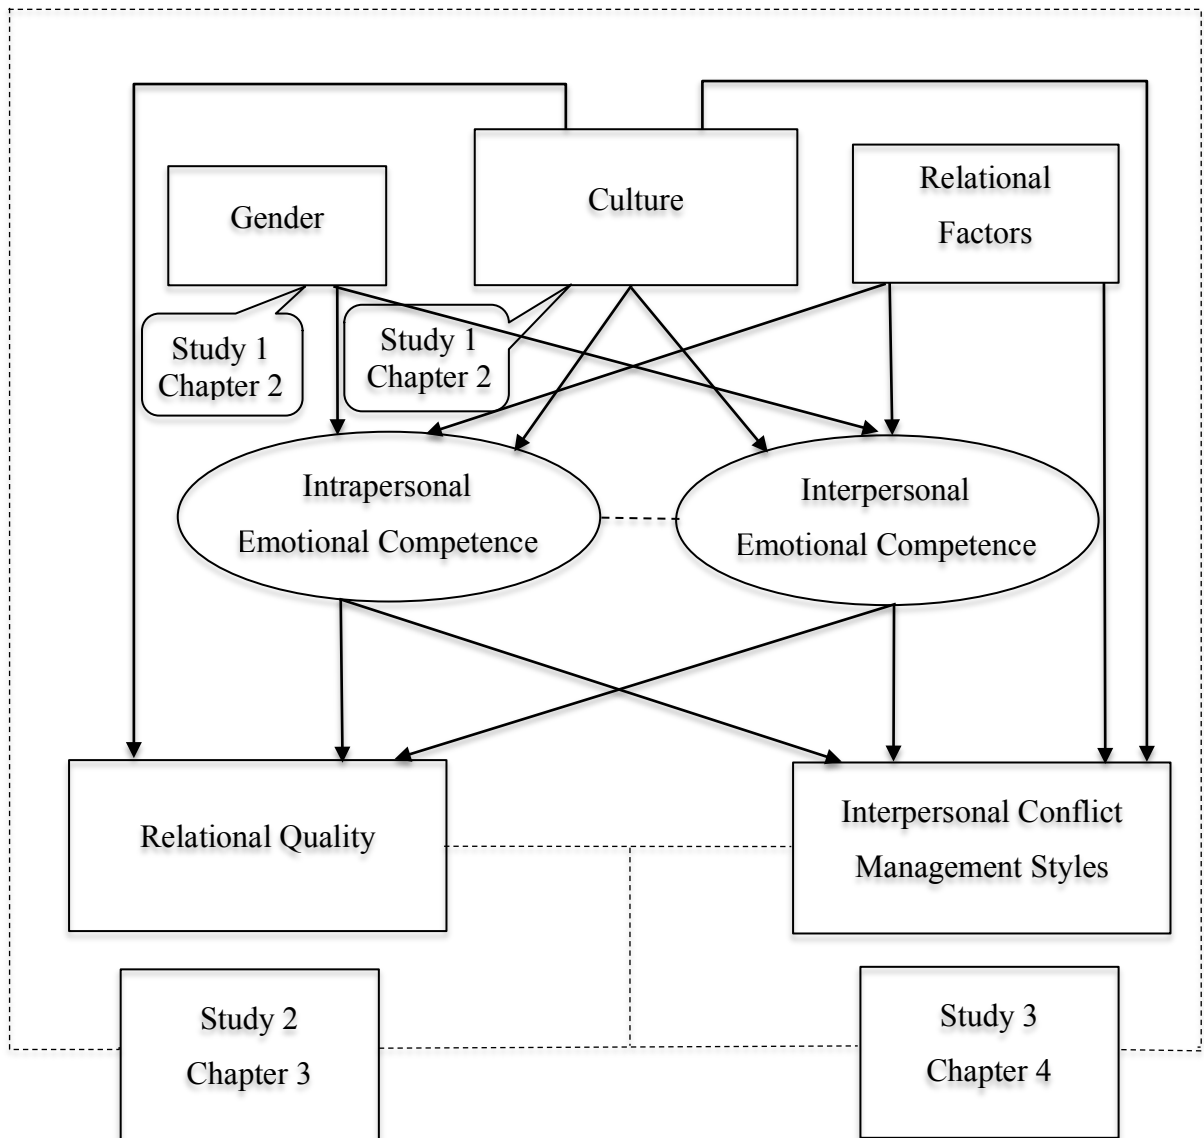 Gender
Culture
Relational
Factors
Study 1
Chapter 2
Study 1
Chapter 2
Intrapersonal
Emotional Competence
Interpersonal
Emotional Competence
Relational Quality
Interpersonal Conflict
Management Styles
Study 2
Chapter 3
Study 3
Chapter 4